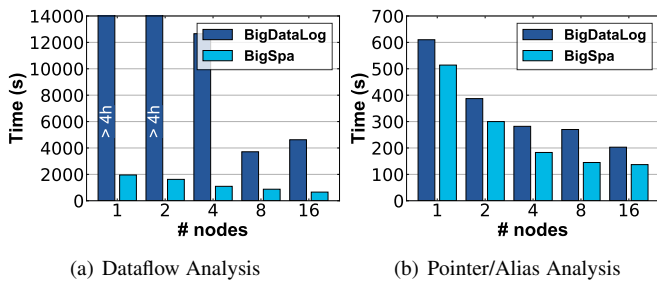 14000
12000
10000
8000
6000
4000
2000
0
Time (s)
> 4h
> 4h
BigDataLog
BigSpa
1 2 4 8 16
# nodes
(a) Dataflow Analysis
700
600
500
400
300
200
100
0
Time (s)
BigDataLog
BigSpa
1 2 4 8 16
# nodes
(b) Pointer/Alias Analysis